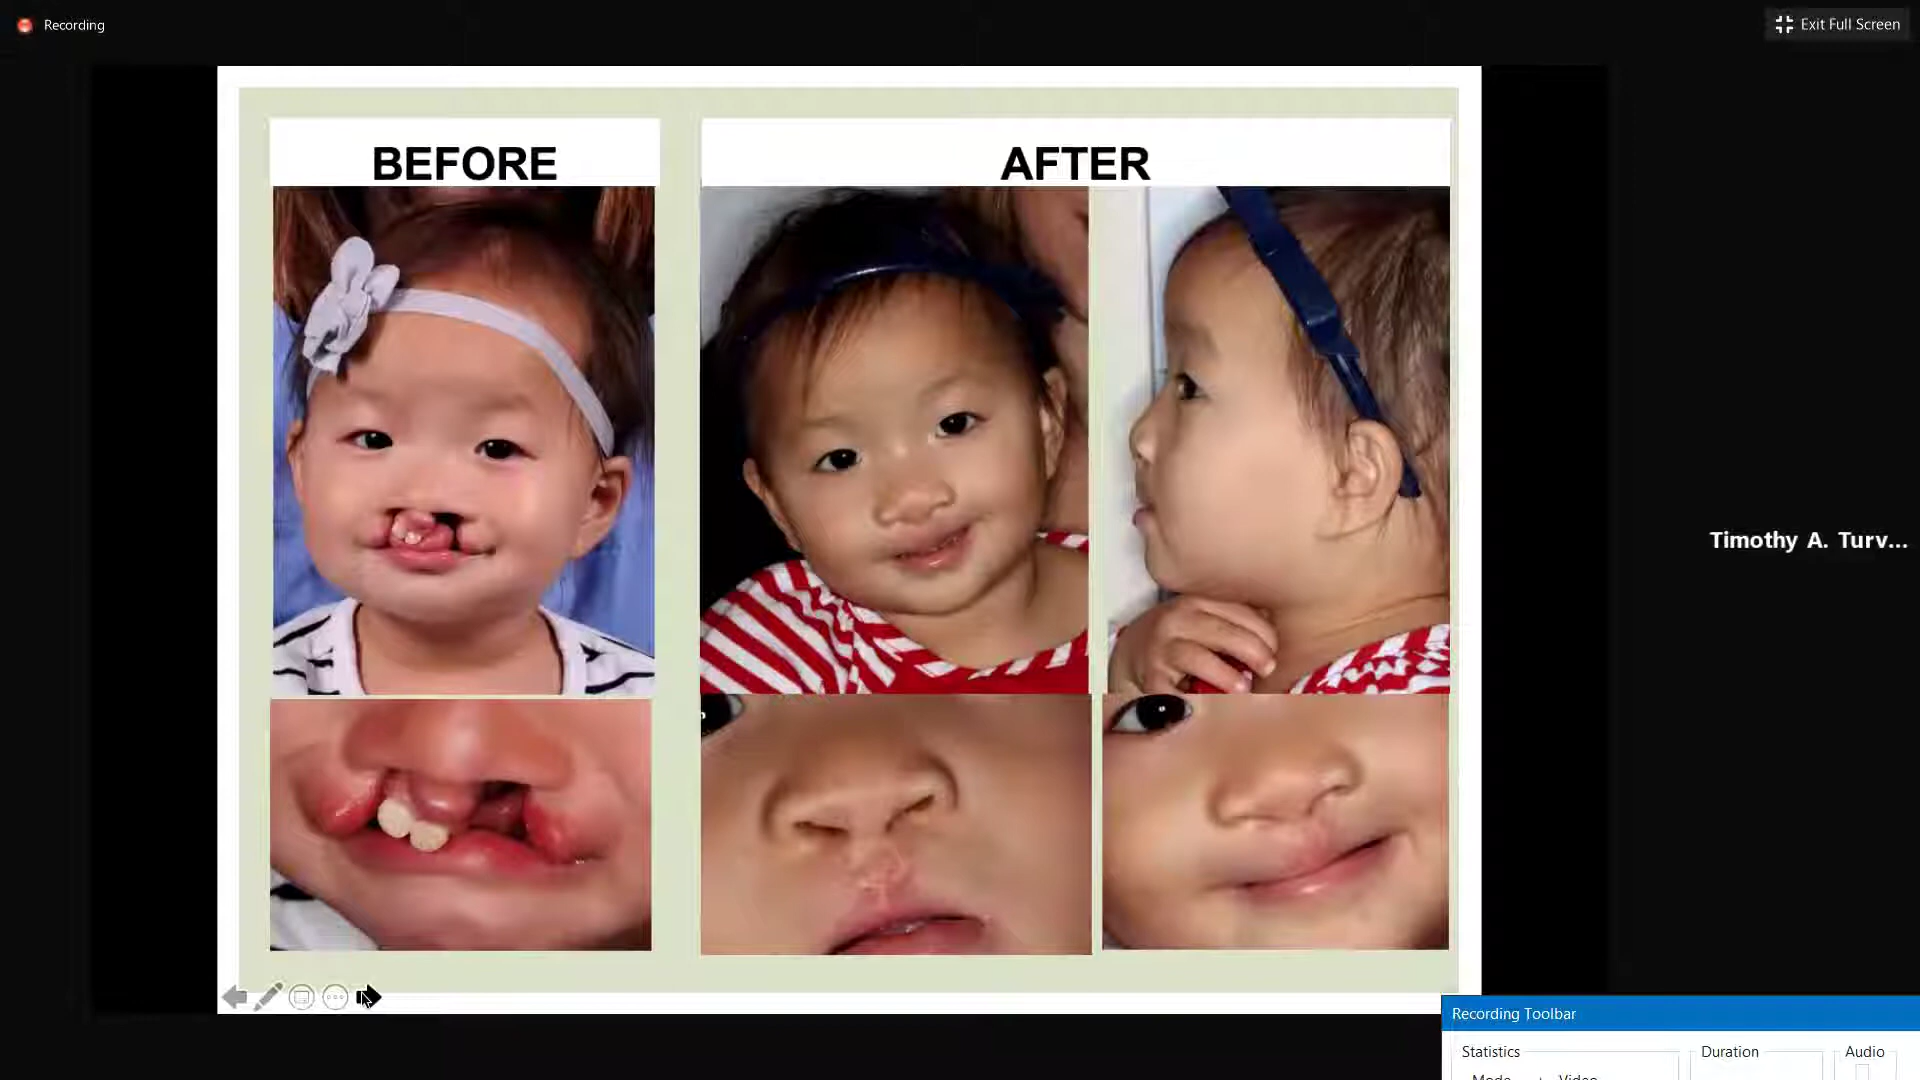 Recording
Exit Full Screen
BEFORE
AFTER
Timothy A. Turv...
Recording Toolbar
Statistics
Duration
Audio